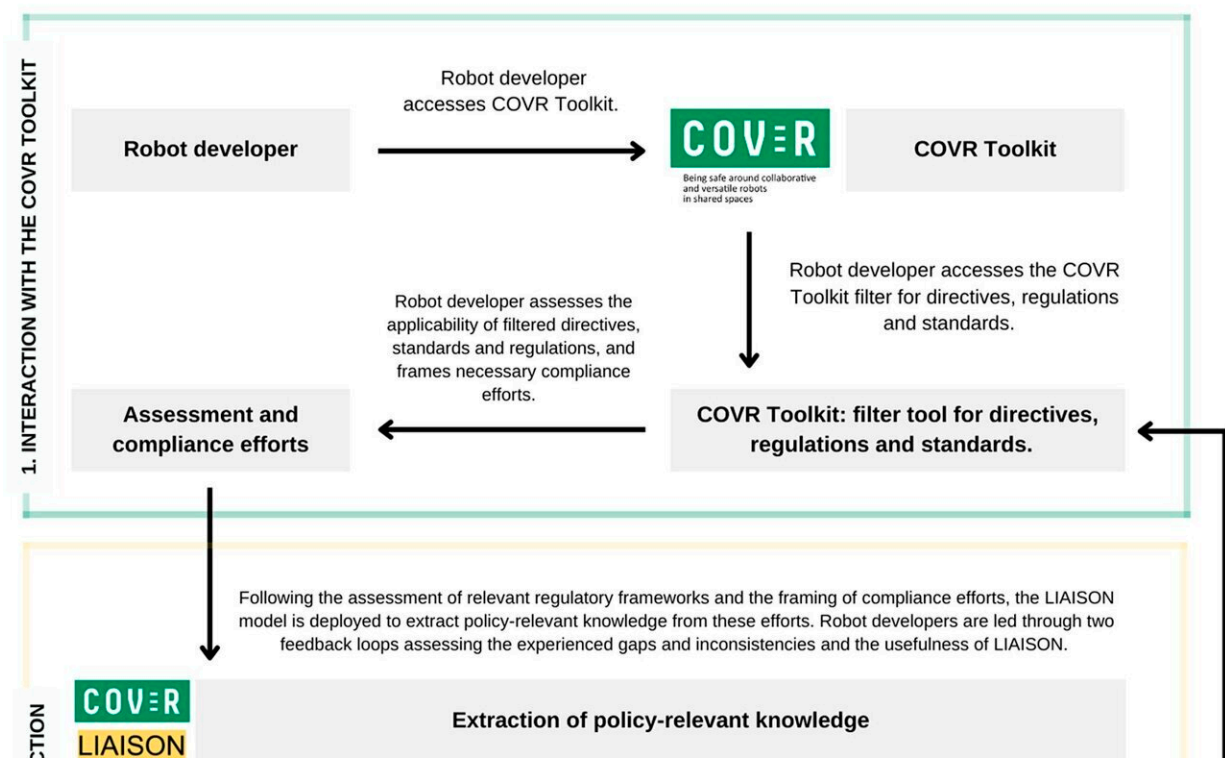 1. INTERACTION WITH THE COVR TOOLKIT
Robot developer
accesses COVR Toolkit.
Robot developer
COVER
Being safe around collaborative
and versatile robots
in shared spaces
COVR Toolkit
Robot developer accesses the COVR
Toolkit filter for directives, regulations
and standards.
Robot developer assesses the
applicability of filtered directives,
standards and regulations, and
frames necessary compliance
efforts.
Assessment and
compliance efforts
COVR Toolkit: filter tool for directives,
regulations and standards.
Following the assessment of relevant regulatory frameworks and the framing of compliance efforts, the LIAISON
model is deployed to extract policy-relevant knowledge from these efforts. Robot developers are led through two
feedback loops assessing the experienced gaps and inconsistencies and the usefulness of LIAISON.
COVER
LIAISON
Extraction of policy-relevant knowledge